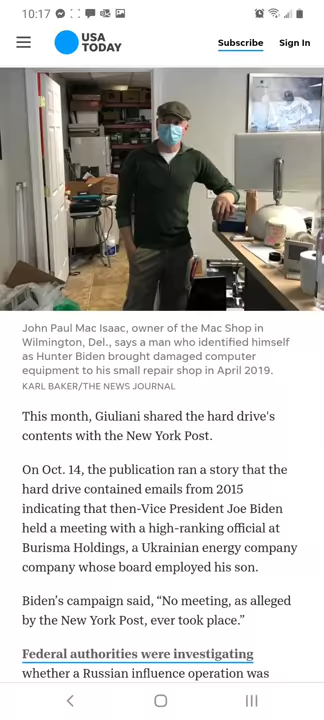 10:17
USA
TODAY
Subscribe
Sign In
John Paul Mac Isaac, owner of the Mac Shop in
Wilmington, Del., says a man who identified himself
as Hunter Biden brought damaged computer
equipment to his small repair shop in April 2019.
KARL BAKER/THE NEWS JOURNAL
This month, Giuliani shared the hard drive's
contents with the New York Post.
On Oct. 14, the publication ran a story that the
hard drive contained emails from 2015
indicating that then-Vice President Joe Biden
held a meeting with a high-ranking official at
Burisma Holdings, a Ukrainian energy company
company whose board employed his son.
Biden's campaign said, “No meeting, as alleged
by the New York Post, ever took place.”
Federal authorities were investigating
whether a Russian influence operation was